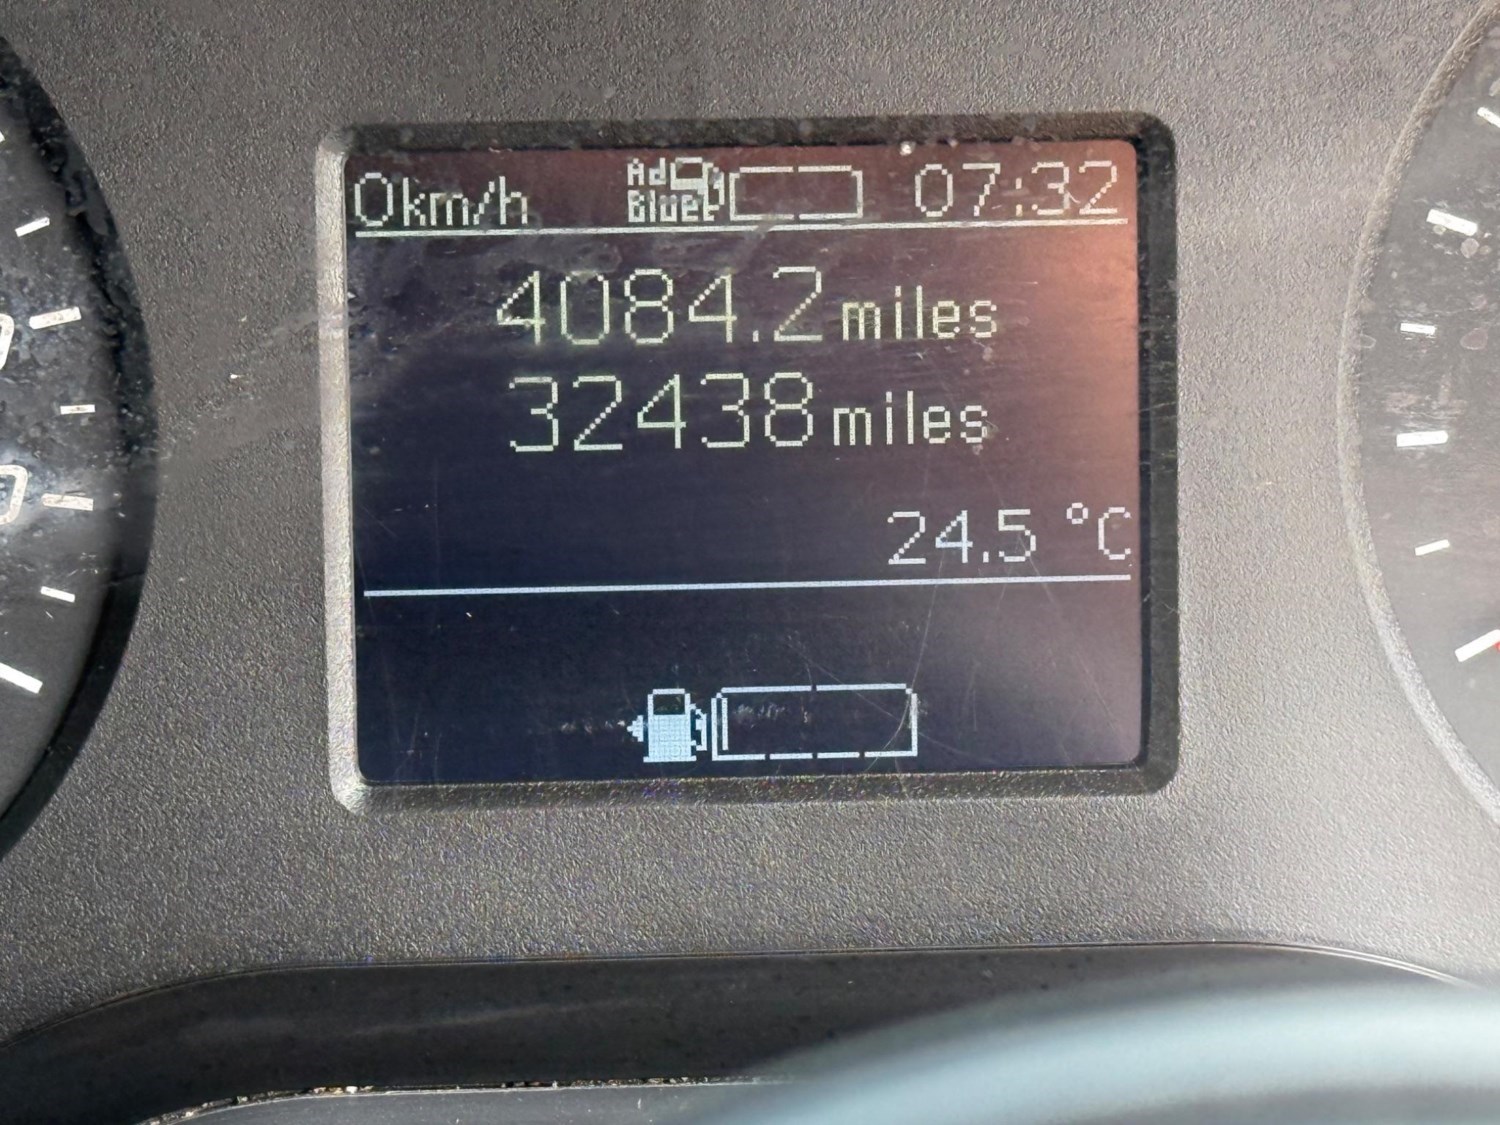 0km/h Ad Blue 07:32
4084.2 miles
32438 miles
24.5 °C